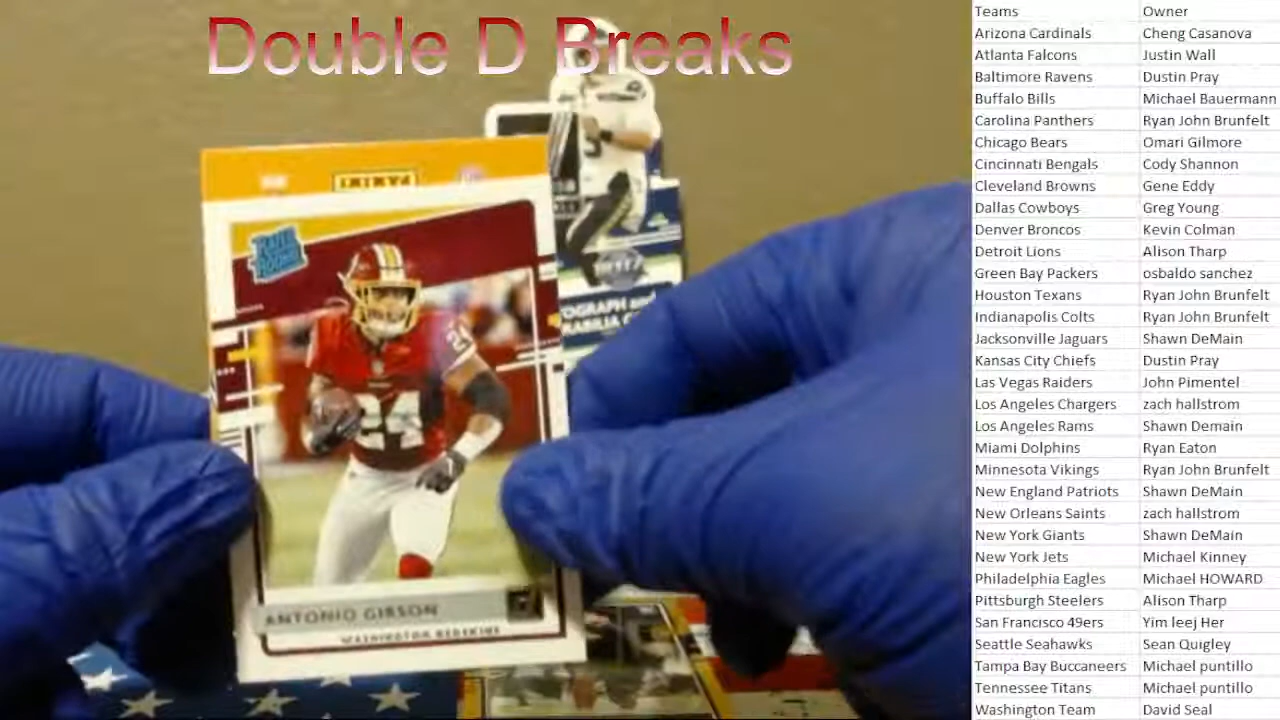 Double D Breaks
PANINI
RATED ROOKIE
24
24
ANTONIO GIBSON
WASHINGTON REDSKINS
Teams Owner
Arizona Cardinals Cheng Casanova
Atlanta Falcons Justin Wall
Baltimore Ravens Dustin Pray
Buffalo Bills Michael Bauermann
Carolina Panthers Ryan John Brunfelt
Chicago Bears Omari Gilmore
Cincinnati Bengals Cody Shannon
Cleveland Browns Gene Eddy
Dallas Cowboys Greg Young
Denver Broncos Kevin Colman
Detroit Lions Alison Tharp
Green Bay Packers osbaldo sanchez
Houston Texans Ryan John Brunfelt
Indianapolis Colts Ryan John Brunfelt
Jacksonville Jaguars Shawn DeMain
Kansas City Chiefs Dustin Pray
Las Vegas Raiders John Pimentel
Los Angeles Chargers zach hallstrom
Los Angeles Rams Shawn Demain
Miami Dolphins Ryan Eaton
Minnesota Vikings Ryan John Brunfelt
New England Patriots Shawn DeMain
New Orleans Saints zach hallstrom
New York Giants Shawn DeMain
New York Jets Michael Kinney
Philadelphia Eagles Michael HOWARD
Pittsburgh Steelers Alison Tharp
San Francisco 49ers Yim leej Her
Seattle Seahawks Sean Quigley
Tampa Bay Buccaneers Michael puntillo
Tennessee Titans Michael puntillo
Washington Team David Seal